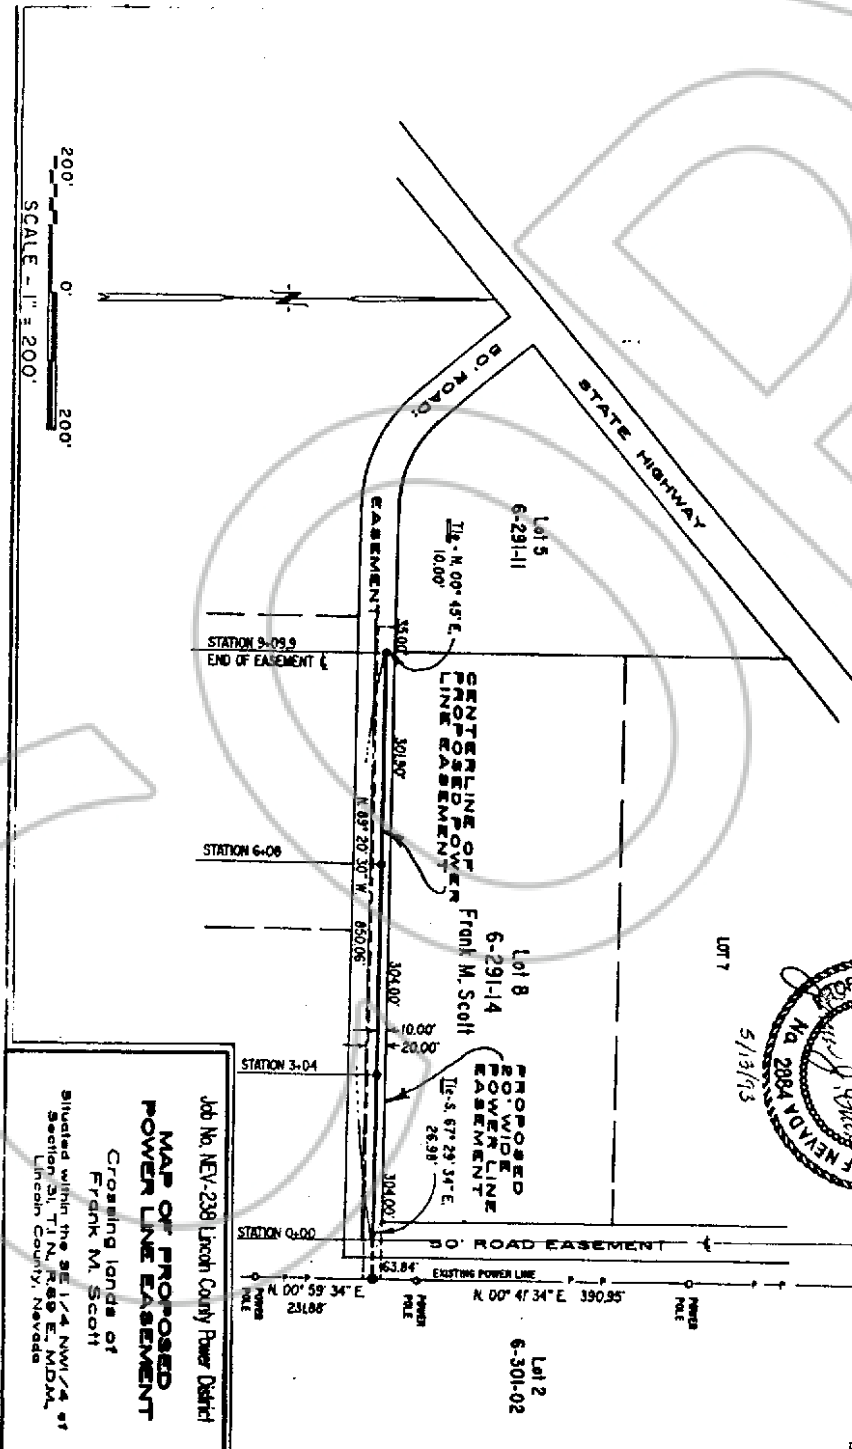 STATE HIGHWAY
50' ROAD
EASEMENT
Lot 5
6-291-11
Tie - N. 00° 45' E.
10.00'
35.00'
STATION 9+09.9
END OF EASEMENT ℄
CENTERLINE OF
PROPOSED POWER
LINE EASEMENT
301.90'
N. 89° 20' 30" W. 850.06'
STATION 6+08
Lot 8
6-291-14
Frank M. Scott
LOT 7
304.00'
10.00'
20.00'
STATION 3+04
PROPOSED
20' WIDE
POWER LINE
EASEMENT
Tie - S. 67° 29' 34" E.
26.98'
304.00'
STATION 0+00
50' ROAD EASEMENT ℄
163.84'
EXISTING POWER LINE
P P
P P
P P
N. 00° 59' 34" E.
231.88'
N. 00° 41' 34" E. 390.95'
POWER
POLE
POWER
POLE
POWER
POLE
Lot 2
6-301-02
5/13/93
No. 2884
NEVADA
N
200' 0' 200'
SCALE - 1" = 200'
Job No. NEV-238 Lincoln County Power District
MAP OF PROPOSED
POWER LINE EASEMENT
Crossing lands of
Frank M. Scott
Situated within the SE 1/4 NW1/4 of
Section 31, T.1 N., R.69 E., M.D.M.,
Lincoln County, Nevada